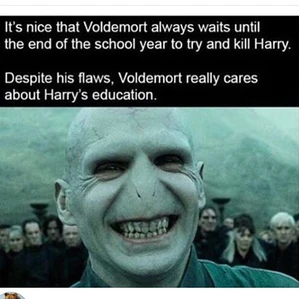 It's nice that Voldemort always waits until
the end of the school year to try and kill Harry.
Despite his flaws, Voldemort really cares
about Harry's education.